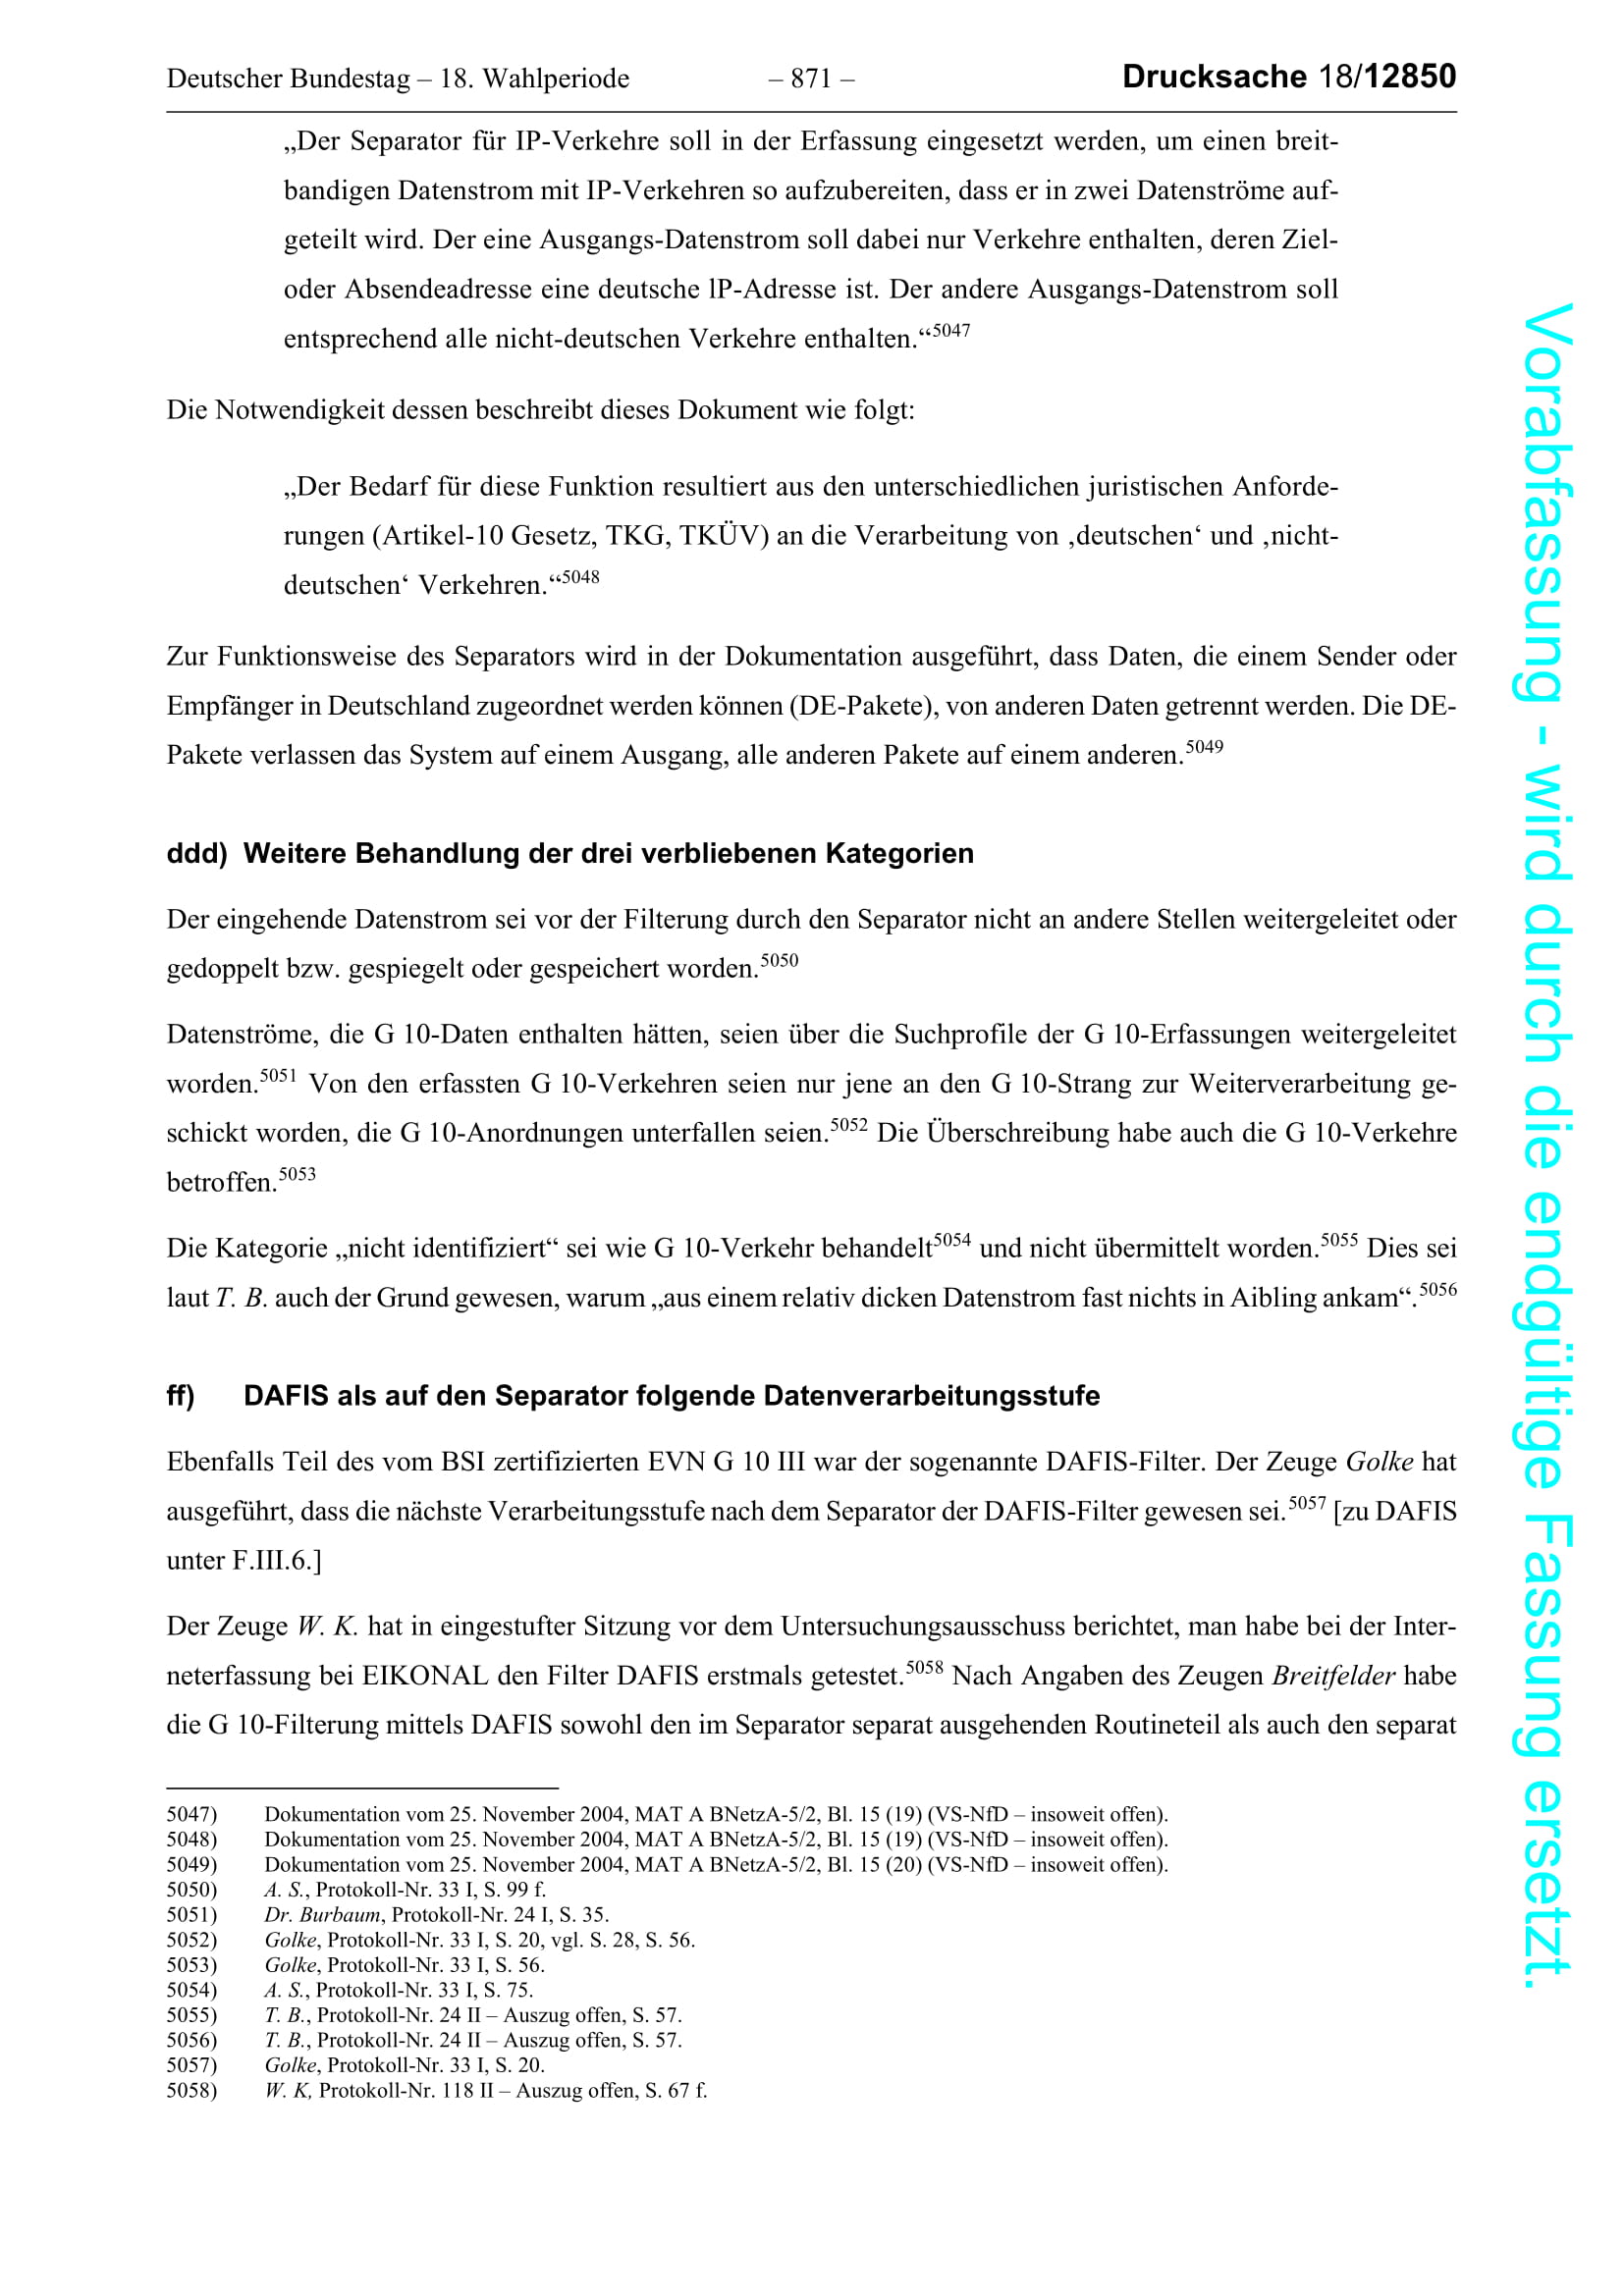 Deutscher Bundestag – 18. Wahlperiode – 871 – Drucksache 18/12850
„Der Separator für IP-Verkehre soll in der Erfassung eingesetzt werden, um einen breit-
bandigen Datenstrom mit IP-Verkehren so aufzubereiten, dass er in zwei Datenströme auf-
geteilt wird. Der eine Ausgangs-Datenstrom soll dabei nur Verkehre enthalten, deren Ziel-
oder Absendeadresse eine deutsche lP-Adresse ist. Der andere Ausgangs-Datenstrom soll
entsprechend alle nicht-deutschen Verkehre enthalten.“5047
Die Notwendigkeit dessen beschreibt dieses Dokument wie folgt:
„Der Bedarf für diese Funktion resultiert aus den unterschiedlichen juristischen Anforde-
rungen (Artikel-10 Gesetz, TKG, TKÜV) an die Verarbeitung von ‚deutschen‘ und ‚nicht-
deutschen‘ Verkehren.“5048
Zur Funktionsweise des Separators wird in der Dokumentation ausgeführt, dass Daten, die einem Sender oder
Empfänger in Deutschland zugeordnet werden können (DE-Pakete), von anderen Daten getrennt werden. Die DE-
Pakete verlassen das System auf einem Ausgang, alle anderen Pakete auf einem anderen.5049
ddd) Weitere Behandlung der drei verbliebenen Kategorien
Der eingehende Datenstrom sei vor der Filterung durch den Separator nicht an andere Stellen weitergeleitet oder
gedoppelt bzw. gespiegelt oder gespeichert worden.5050
Datenströme, die G 10-Daten enthalten hätten, seien über die Suchprofile der G 10-Erfassungen weitergeleitet
worden.5051 Von den erfassten G 10-Verkehren seien nur jene an den G 10-Strang zur Weiterverarbeitung ge-
schickt worden, die G 10-Anordnungen unterfallen seien.5052 Die Überschreibung habe auch die G 10-Verkehre
betroffen.5053
Die Kategorie „nicht identifiziert“ sei wie G 10-Verkehr behandelt5054 und nicht übermittelt worden.5055 Dies sei
laut T. B. auch der Grund gewesen, warum „aus einem relativ dicken Datenstrom fast nichts in Aibling ankam“.5056
ff) DAFIS als auf den Separator folgende Datenverarbeitungsstufe
Ebenfalls Teil des vom BSI zertifizierten EVN G 10 III war der sogenannte DAFIS-Filter. Der Zeuge Golke hat
ausgeführt, dass die nächste Verarbeitungsstufe nach dem Separator der DAFIS-Filter gewesen sei.5057 [zu DAFIS
unter F.III.6.]
Der Zeuge W. K. hat in eingestufter Sitzung vor dem Untersuchungsausschuss berichtet, man habe bei der Inter-
neterfassung bei EIKONAL den Filter DAFIS erstmals getestet.5058 Nach Angaben des Zeugen Breitfelder habe
die G 10-Filterung mittels DAFIS sowohl den im Separator separat ausgehenden Routineteil als auch den separat
5047) Dokumentation vom 25. November 2004, MAT A BNetzA-5/2, Bl. 15 (19) (VS-NfD – insoweit offen).
5048) Dokumentation vom 25. November 2004, MAT A BNetzA-5/2, Bl. 15 (19) (VS-NfD – insoweit offen).
5049) Dokumentation vom 25. November 2004, MAT A BNetzA-5/2, Bl. 15 (20) (VS-NfD – insoweit offen).
5050) A. S., Protokoll-Nr. 33 I, S. 99 f.
5051) Dr. Burbaum, Protokoll-Nr. 24 I, S. 35.
5052) Golke, Protokoll-Nr. 33 I, S. 20, vgl. S. 28, S. 56.
5053) Golke, Protokoll-Nr. 33 I, S. 56.
5054) A. S., Protokoll-Nr. 33 I, S. 75.
5055) T. B., Protokoll-Nr. 24 II – Auszug offen, S. 57.
5056) T. B., Protokoll-Nr. 24 II – Auszug offen, S. 57.
5057) Golke, Protokoll-Nr. 33 I, S. 20.
5058) W. K, Protokoll-Nr. 118 II – Auszug offen, S. 67 f.
Vorabfassung - wird durch die endgültige Fassung ersetzt.